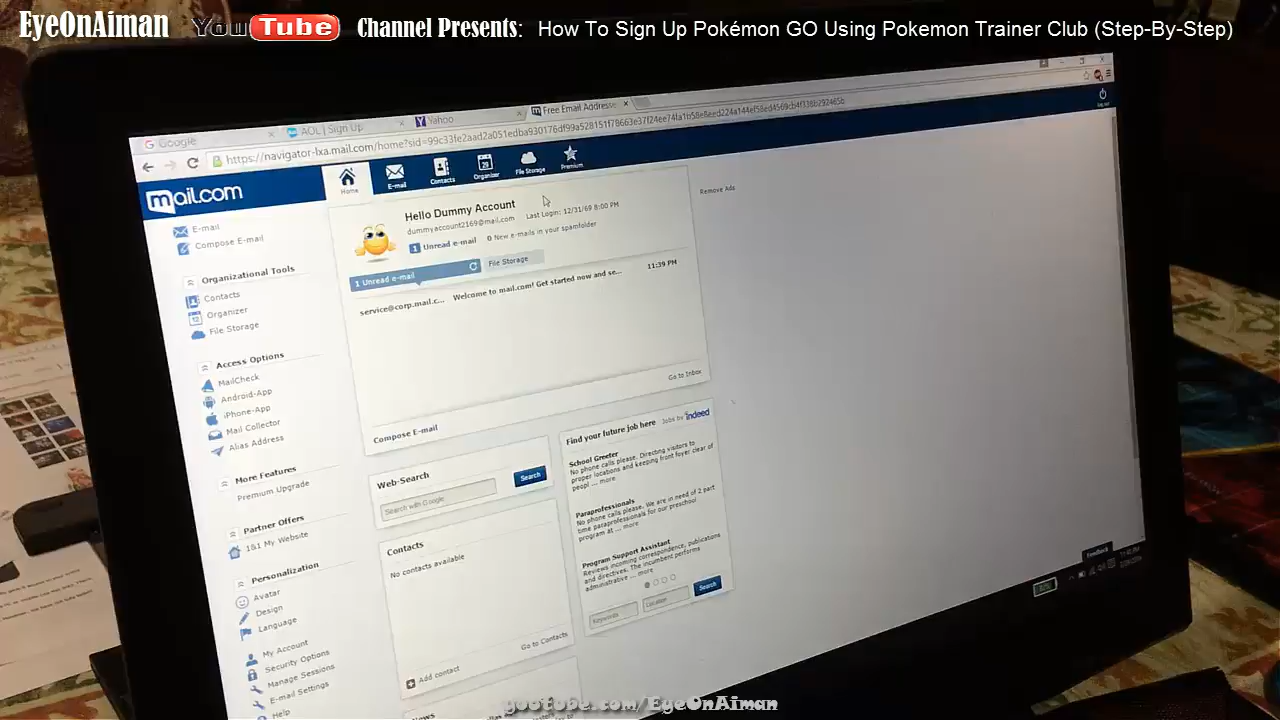 EyeOnAiman YouTube Channel Presents: How To Sign Up Pokémon GO Using Pokemon Trainer Club (Step-By-Step)
Google
AOL | Sign Up
Yahoo
Free Email Addresse
mail.com
Home
E-mail
Contacts
Organizer
File Storage
Premium
Log out
E-mail
Compose E-mail
Organizational Tools
Contacts
Organizer
File Storage
Access Options
MailCheck
Android-App
iPhone-App
Mail Collector
Alias Address
More Features
Premium Upgrade
Partner Offers
1&1 My Website
Personalization
Avatar
Design
Language
My Account
Security Options
Manage Sessions
E-mail Settings
Help
Hello Dummy Account
dummyaccount2169@mail.com
Last Login: 12/31/69 8:00 PM
1 Unread e-mail
0 New e-mails in your spamfolder
1 Unread e-mail
File Storage
service@corp.mail.c... Welcome to mail.com! Get started now and se... 11:39 PM
Go to Inbox
Compose E-mail
Remove Ads
Web-Search
Search with Google
Search
Contacts
No contacts available
Go to Contacts
Add contact
News
Find your future job here
Jobs by indeed
School Greeter
No phone calls please. Directing visitors to
proper locations and keeping front foyer clear of
peopl ... more
Paraprofessionals
No phone calls please. We are in need of 2 part
time paraprofessionals for our preschool
program at ... more
Program Support Assistant
Reviews incoming correspondence, publications
and directives. The incumbent performs
administrative ... more
Keywords
Location
Search
Feedback
youtube.com/EyeOnAiman